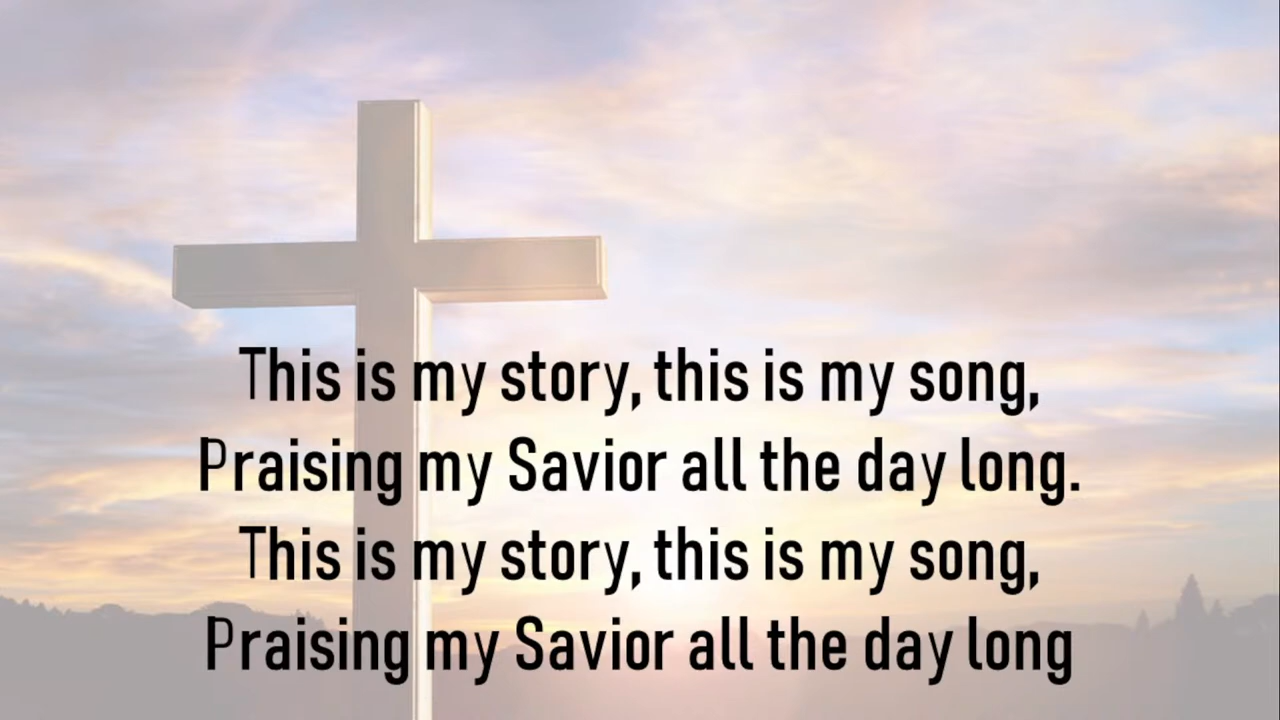 This is my story, this is my song,
Praising my Savior all the day long.
This is my story, this is my song,
Praising my Savior all the day long